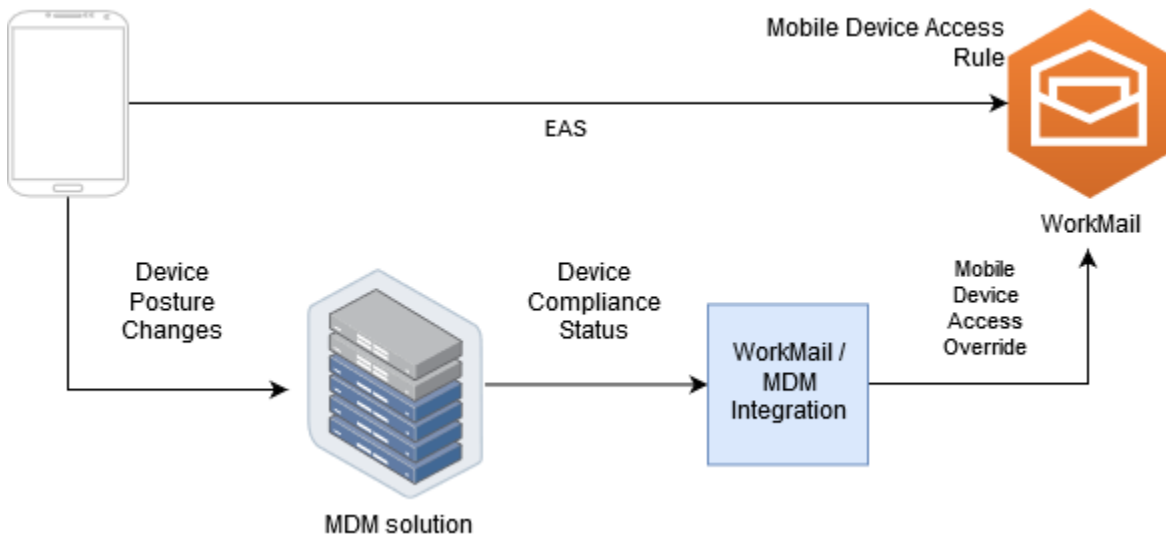 Mobile Device Access
Rule
EAS
WorkMail
Device
Posture
Changes
Device
Compliance
Status
Mobile
Device
Access
Override
WorkMail /
MDM
Integration
MDM solution